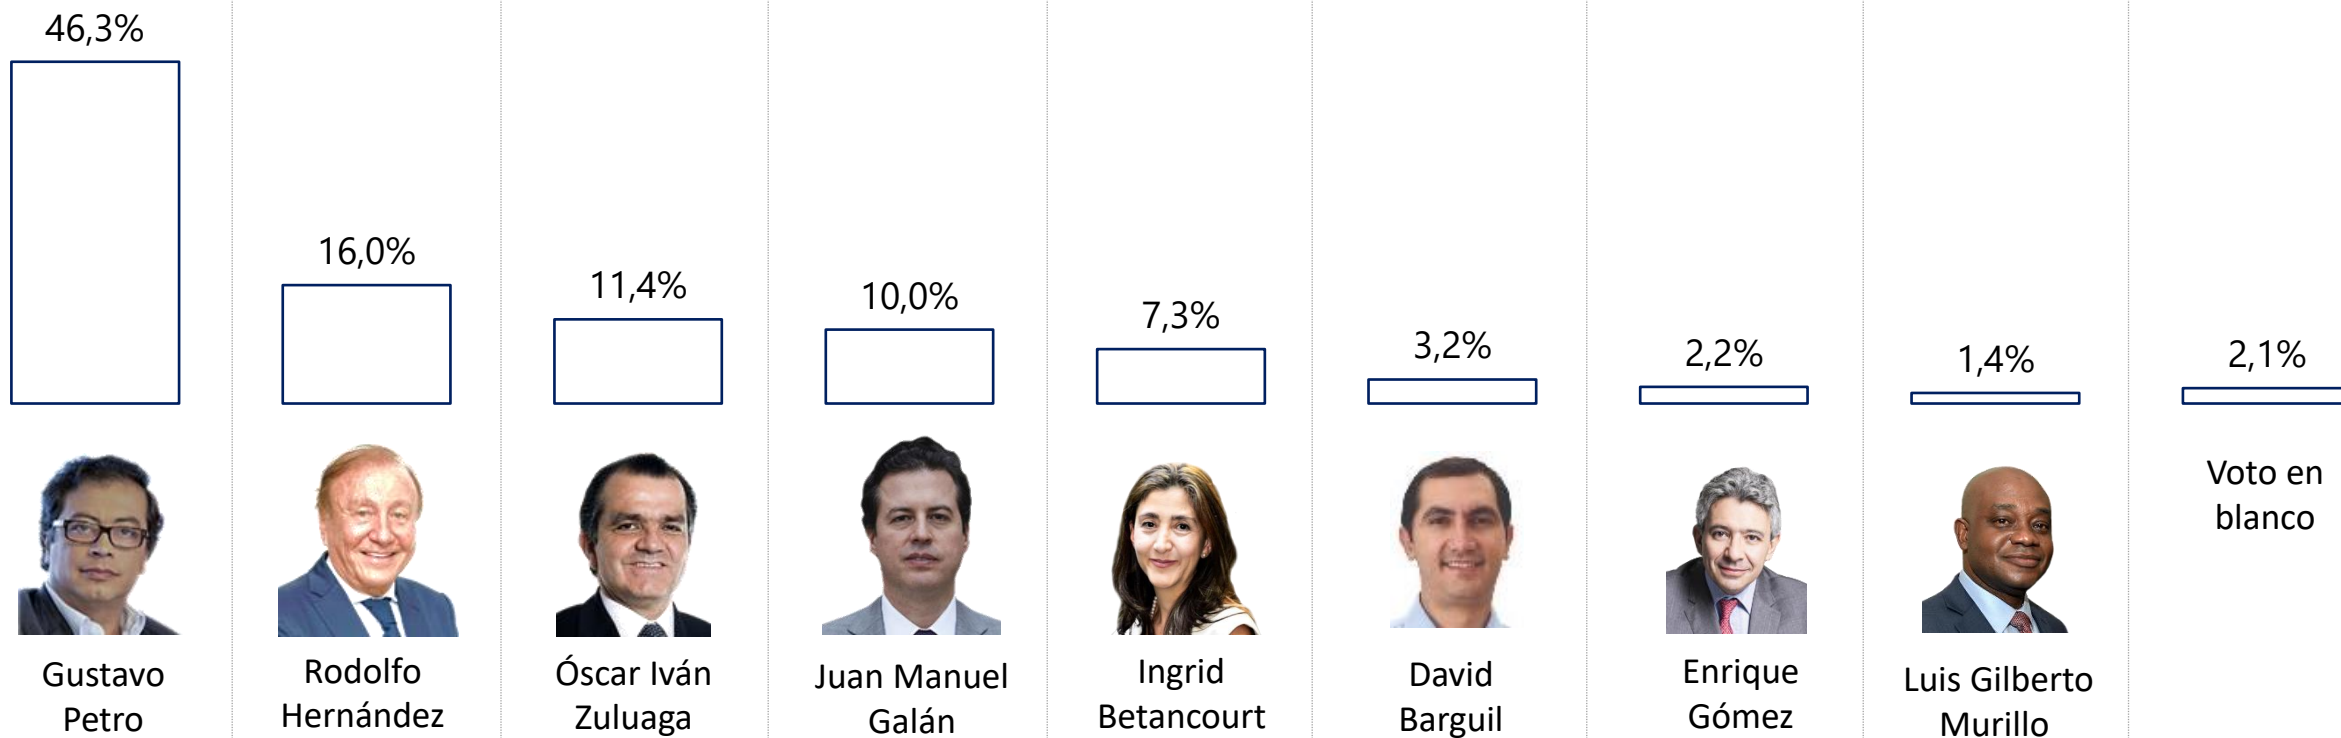 46,3%
16,0%
11,4%
10,0%
7,3%
3,2%
2,2%
1,4%
2,1%
Gustavo
Petro
Rodolfo
Hernández
Óscar Iván
Zuluaga
Juan Manuel
Galán
Ingrid
Betancourt
David
Barguil
Enrique
Gómez
Luis Gilberto
Murillo
Voto en
blanco